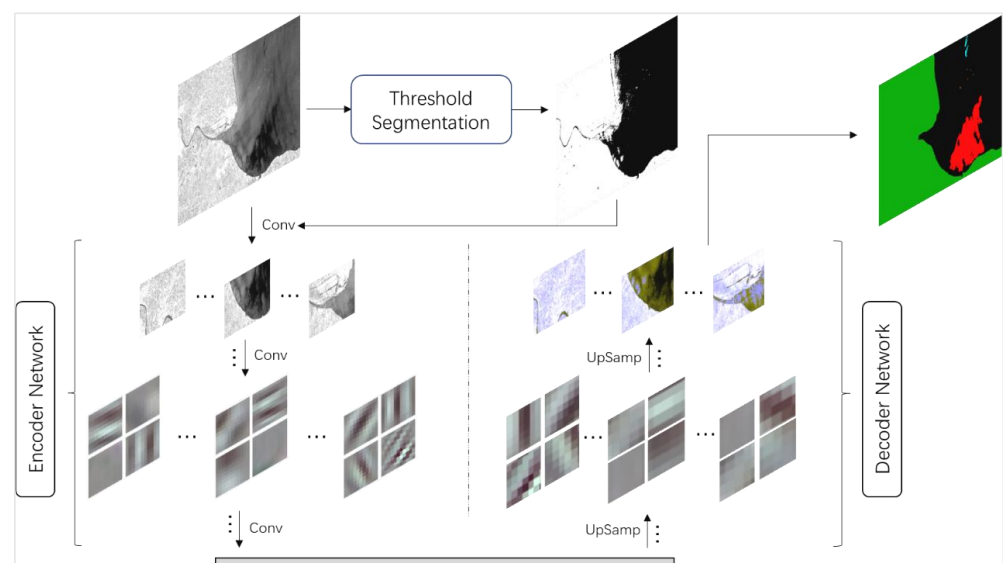 Threshold
Segmentation
Conv
Encoder Network
Conv
UpSamp
Decoder Network
Conv
UpSamp